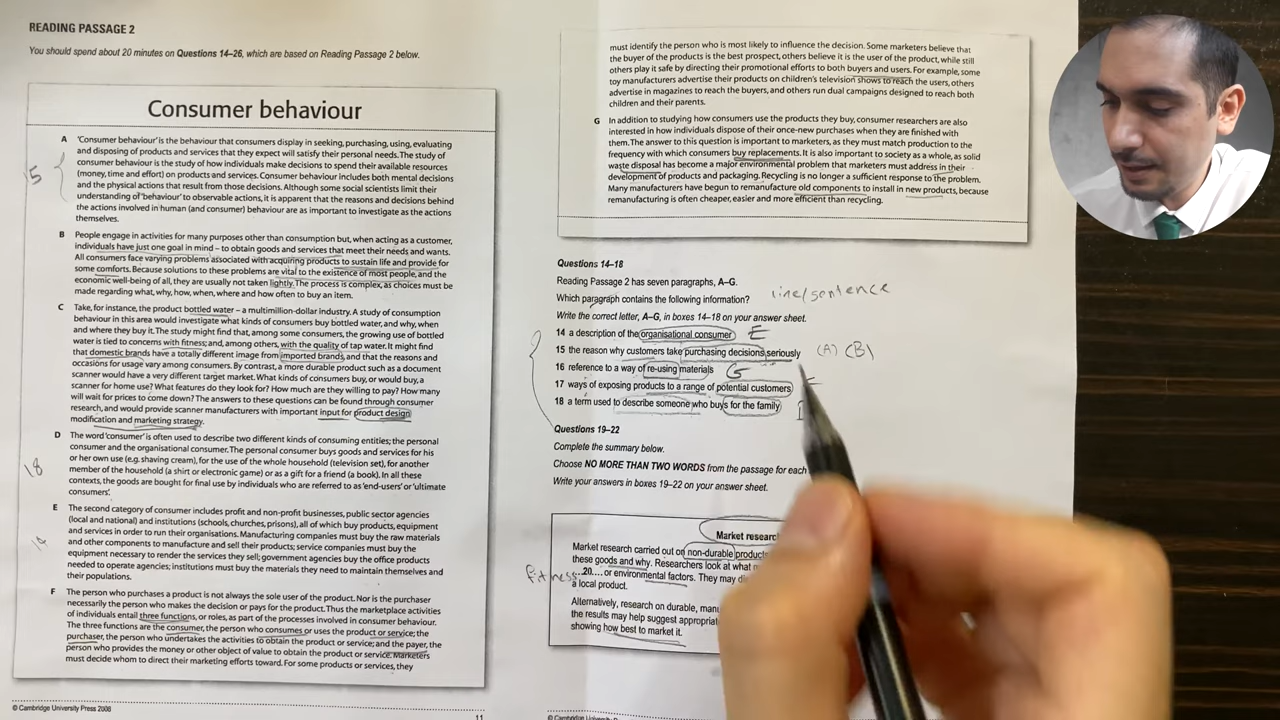 READING PASSAGE 2
You should spend about 20 minutes on Questions 14–26, which are based on Reading Passage 2 below.
Consumer behaviour
A 'Consumer behaviour' is the behaviour that consumers display in seeking, purchasing, using, evaluating
and disposing of products and services that they expect will satisfy their personal needs. The study of
consumer behaviour is the study of how individuals make decisions to spend their available resources
(money, time and effort) on products and services. Consumer behaviour includes both mental decisions
and the physical actions that result from those decisions. Although some social scientists limit their
understanding of 'behaviour' to observable actions, it is apparent that the reasons and decisions behind
the actions involved in human (and consumer) behaviour are as important to investigate as the actions
themselves.
15
B People engage in activities for many purposes other than consumption but, when acting as a customer,
individuals have just one goal in mind – to obtain goods and services that meet their needs and wants.
All consumers face varying problems associated with acquiring products to sustain life and provide for
some comforts. Because solutions to these problems are vital to the existence of most people, and the
economic well-being of all, they are usually not taken lightly. The process is complex, as choices must be
made regarding what, why, how, when, where and how often to buy an item.
C Take, for instance, the product bottled water – a multimillion-dollar industry. A study of consumption
behaviour in this area would investigate what kinds of consumers buy bottled water, and why, when
and where they buy it. The study might find that, among some consumers, the growing use of bottled
water is tied to concerns with fitness; and, among others, with the quality of tap water. It might find
that domestic brands have a totally different image from imported brands, and that the reasons and
occasions for usage vary among consumers. By contrast, a more durable product such as a document
scanner would have a very different target market. What kinds of consumers buy, or would buy, a
scanner for home use? What features do they look for? How much are they willing to pay? How many
will wait for prices to come down? The answers to these questions can be found through consumer
research, and would provide scanner manufacturers with important input for product design
modification and marketing strategy.
D The word 'consumer' is often used to describe two different kinds of consuming entities; the personal
consumer and the organisational consumer. The personal consumer buys goods and services for his
or her own use (e.g. shaving cream), for the use of the whole household (television set), for another
member of the household (a shirt or electronic game) or as a gift for a friend (a book). In all these
contexts, the goods are bought for final use by individuals who are referred to as 'end-users' or 'ultimate
consumers'.
18
E The second category of consumer includes profit and non-profit businesses, public sector agencies
(local and national) and institutions (schools, churches, prisons), all of which buy products, equipment
and services in order to run their organisations. Manufacturing companies must buy the raw materials
and other components to manufacture and sell their products; service companies must buy the
equipment necessary to render the services they sell; government agencies buy the office products
needed to operate agencies; institutions must buy the materials they need to maintain themselves and
their populations.
14
F The person who purchases a product is not always the sole user of the product. Nor is the purchaser
necessarily the person who makes the decision or pays for the product. Thus the marketplace activities
of individuals entail three functions, or roles, as part of the processes involved in consumer behaviour.
The three functions are the consumer, the person who consumes or uses the product or service; the
purchaser, the person who undertakes the activities to obtain the product or service; and the payer, the
person who provides the money or other object of value to obtain the product or service. Marketers
must decide whom to direct their marketing efforts toward. For some products or services, they
© Cambridge University Press 2008
11
must identify the person who is most likely to influence the decision. Some marketers believe that
the buyer of the products is the best prospect, others believe it is the user of the product, while still
others play it safe by directing their promotional efforts to both buyers and users. For example, some
toy manufacturers advertise their products on children's television shows to reach the users, others
advertise in magazines to reach the buyers, and others run dual campaigns designed to reach both
children and their parents.
G In addition to studying how consumers use the products they buy, consumer researchers are also
interested in how individuals dispose of their once-new purchases when they are finished with
them. The answer to this question is important to marketers, as they must match production to the
frequency with which consumers buy replacements. It is also important to society as a whole, as solid
waste disposal has become a major environmental problem that marketers must address in their
development of products and packaging. Recycling is no longer a sufficient response to the problem.
Many manufacturers have begun to remanufacture old components to install in new products, because
remanufacturing is often cheaper, easier and more efficient than recycling.
Questions 14–18
Reading Passage 2 has seven paragraphs, A–G.
Which paragraph contains the following information? line/sentence
Write the correct letter, A–G, in boxes 14–18 on your answer sheet.
14 a description of the organisational consumer E
15 the reason why customers take purchasing decisions seriously (A) (B)
16 reference to a way of re-using materials G
17 ways of exposing products to a range of potential customers
18 a term used to describe someone who buys for the family
Questions 19–22
Complete the summary below.
Choose NO MORE THAN TWO WORDS from the passage for each
Write your answers in boxes 19–22 on your answer sheet.
Market
Market research carried out on non-durable products
these goods and why. Researchers look at what
fitness ...20.... or environmental factors. They may
a local product.
Alternatively, research on durable,
the results may help suggest
showing how best to market it.